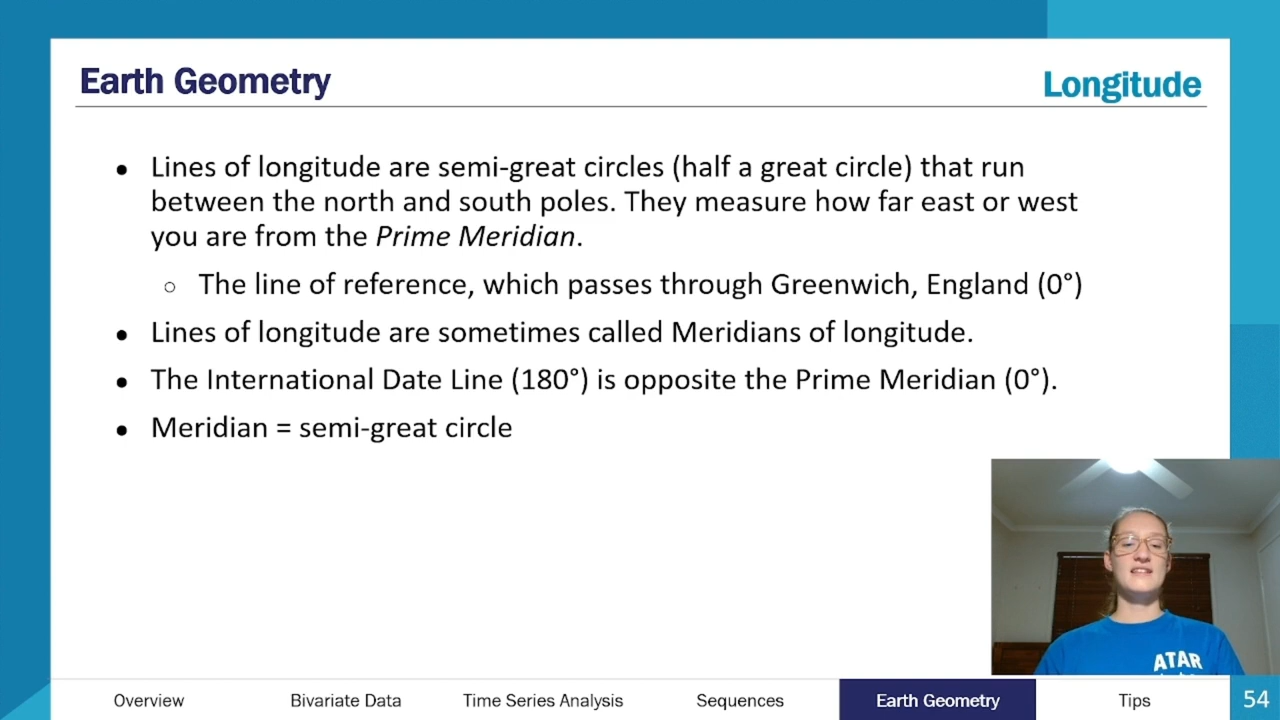 Earth Geometry
Longitude
● Lines of longitude are semi-great circles (half a great circle) that run
between the north and south poles. They measure how far east or west
you are from the Prime Meridian.
○ The line of reference, which passes through Greenwich, England (0°)
● Lines of longitude are sometimes called Meridians of longitude.
● The International Date Line (180°) is opposite the Prime Meridian (0°).
● Meridian = semi-great circle
ATAR
Overview
Bivariate Data
Time Series Analysis
Sequences
Earth Geometry
Tips
54